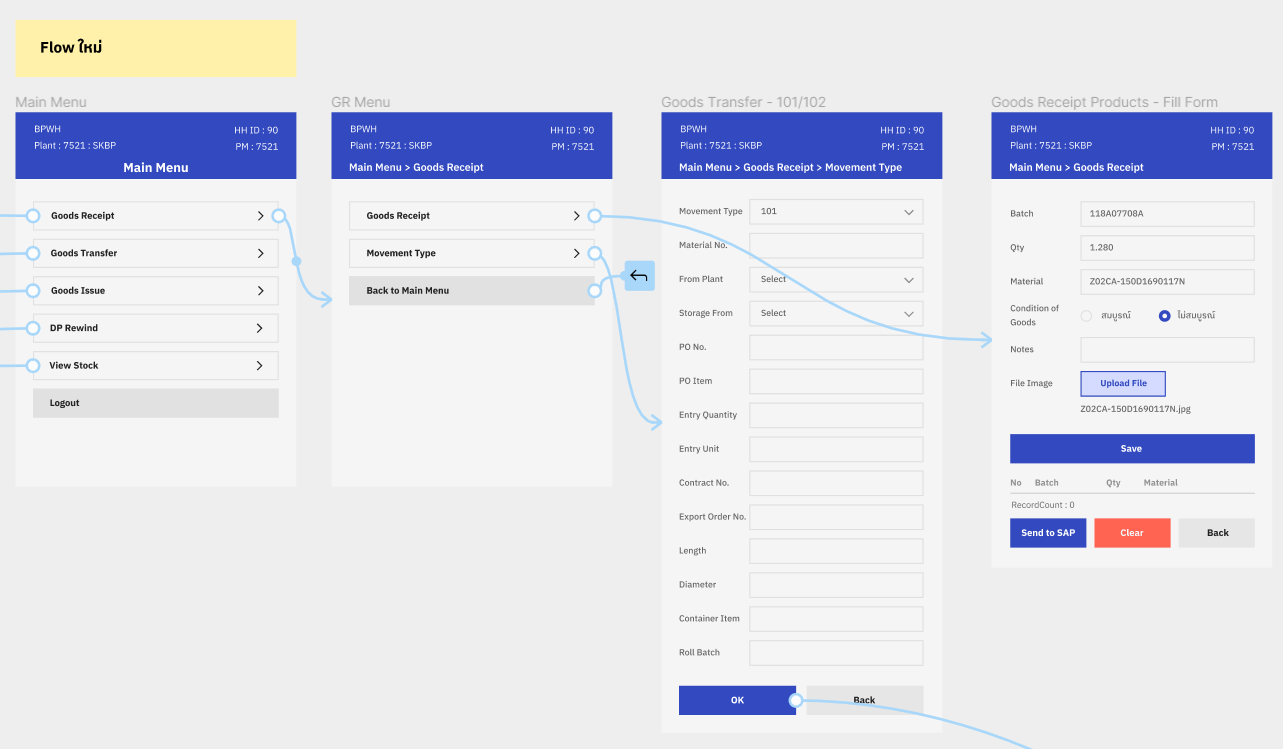 Flow ใหม่
Main Menu
BPWH
HH ID : 90
Plant : 7521 : SKBP
PM : 7521
Main Menu
Goods Receipt
Goods Transfer
Goods Issue
DP Rewind
View Stock
Logout
GR Menu
BPWH
HH ID : 90
Plant : 7521 : SKBP
PM : 7521
Main Menu > Goods Receipt
Goods Receipt
Movement Type
Back to Main Menu
Goods Transfer - 101/102
BPWH
HH ID : 90
Plant : 7521 : SKBP
PM : 7521
Main Menu > Goods Receipt > Movement Type
Movement Type
101
Material No.
From Plant
Select
Storage From
Select
PO No.
PO Item
Entry Quantity
Entry Unit
Contract No.
Export Order No.
Length
Diameter
Container Item
Roll Batch
OK
Back
Goods Receipt Products - Fill Form
BPWH
HH ID : 90
Plant : 7521 : SKBP
PM : 7521
Main Menu > Goods Receipt
Batch
118A07708A
Qty
1.280
Material
Z02CA-150D1690117N
Condition of
Goods
สมบูรณ์
ไม่สมบูรณ์
Notes
File Image
Upload File
Z02CA-150D1690117N.jpg
Save
No Batch Qty Material
RecordCount : 0
Send to SAP
Clear
Back